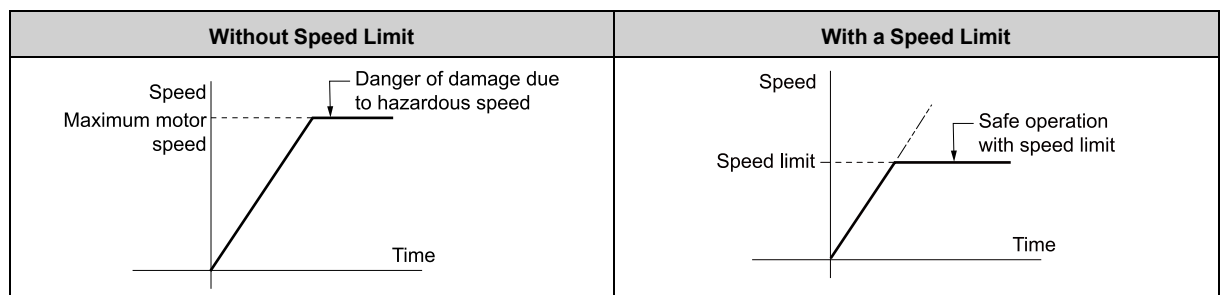 Without Speed Limit
With a Speed Limit
Speed
Danger of damage due
to hazardous speed
Maximum motor
speed
Time
Speed
Safe operation
with speed limit
Speed limit
Time